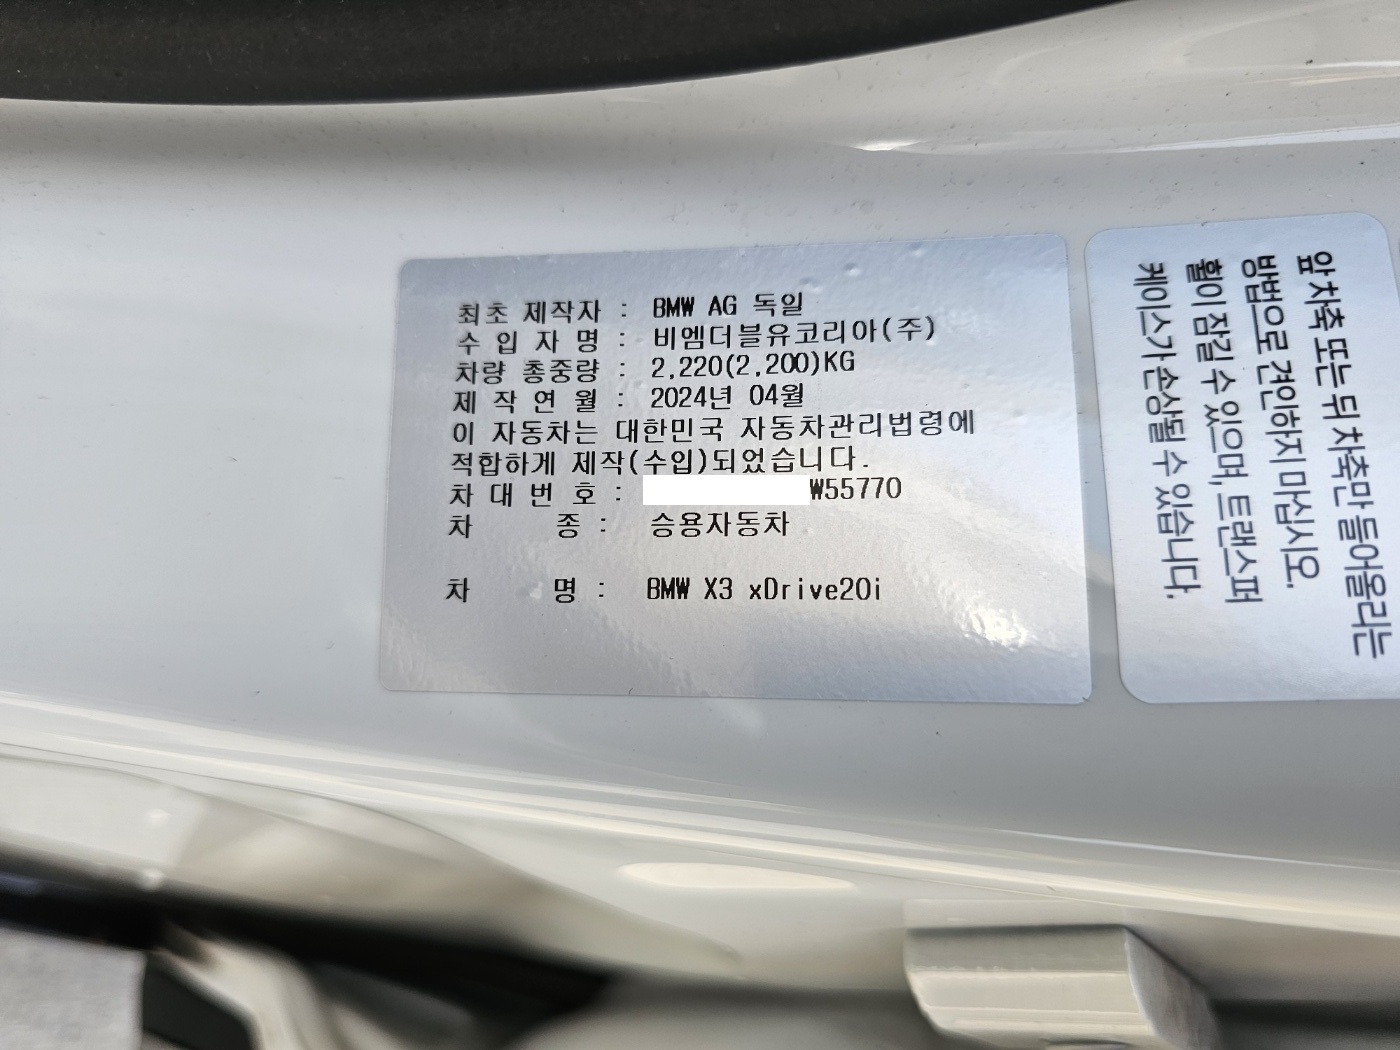 최초 제작자 : BMW AG 독일
수 입 자 명 : 비엠더블유코리아(주)
차량 총중량 : 2,220(2,200)KG
제 작 연 월 : 2024년 04월
이 자동차는 대한민국 자동차관리법령에
적합하게 제작(수입)되었습니다.
차 대 번 호 : W55770
차 종 : 승용자동차
차 명 : BMW X3 xDrive20i
앞 차축 또는 뒤 차축만 들어올리는
방법으로 견인하지 마십시오.
휠이 잠길 수 있으며, 트랜스퍼
케이스가 손상될 수 있습니다.